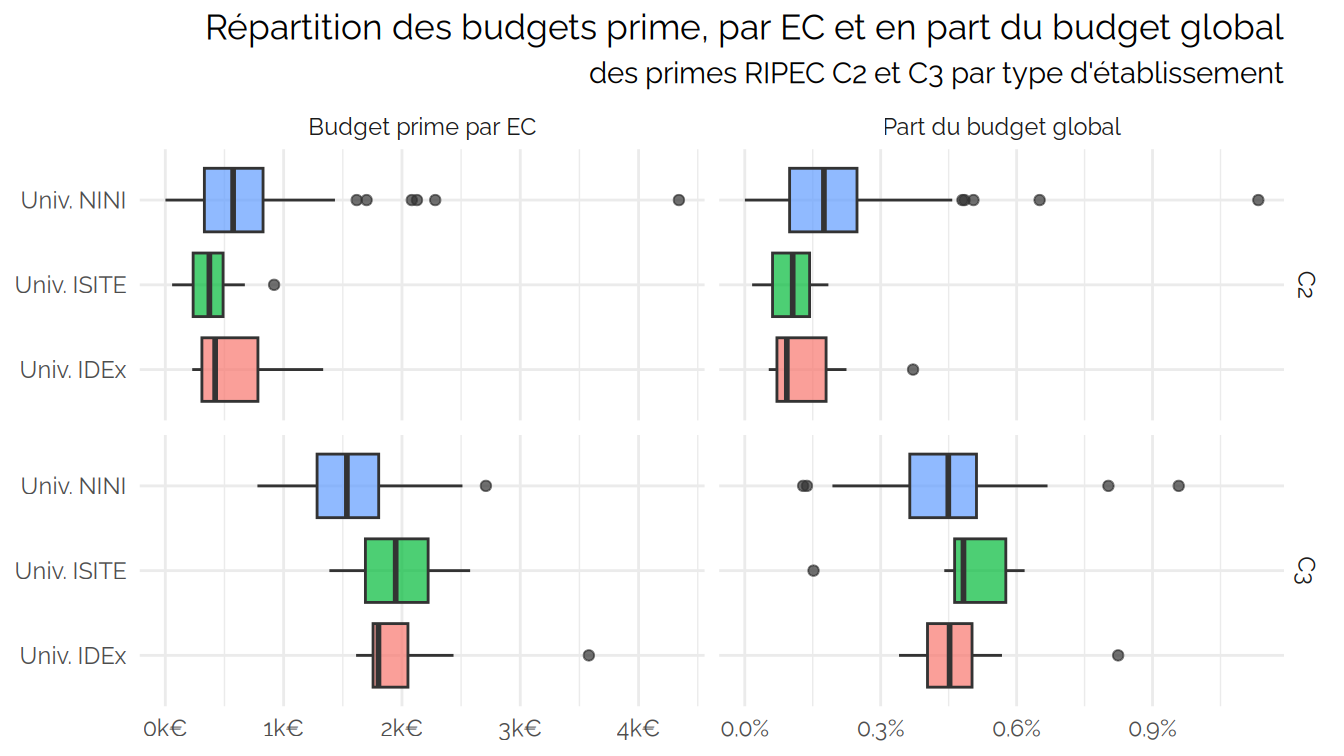 Répartition des budgets prime, par EC et en part du budget global
des primes RIPEC C2 et C3 par type d'établissement
Budget prime par EC
Part du budget global
Univ. NINI
Univ. ISITE
Univ. IDEx
C2
Univ. NINI
Univ. ISITE
Univ. IDEx
C3
0k€ 1k€ 2k€ 3k€ 4k€
0.0% 0.3% 0.6% 0.9%